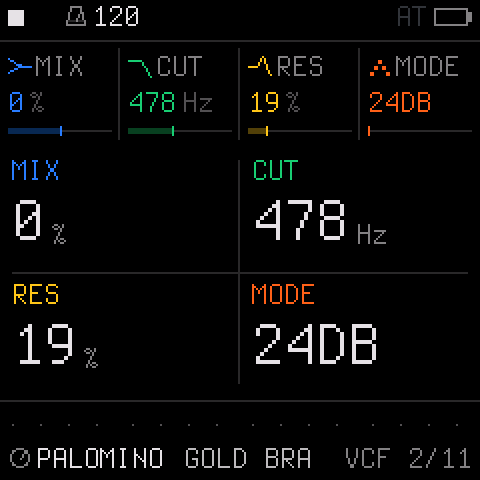 120 AT
MIX CUT RES MODE
0% 478 Hz 19% 24DB
MIX CUT
0% 478 Hz
RES MODE
19% 24DB
PALOMINO GOLD BRA VCF 2/11